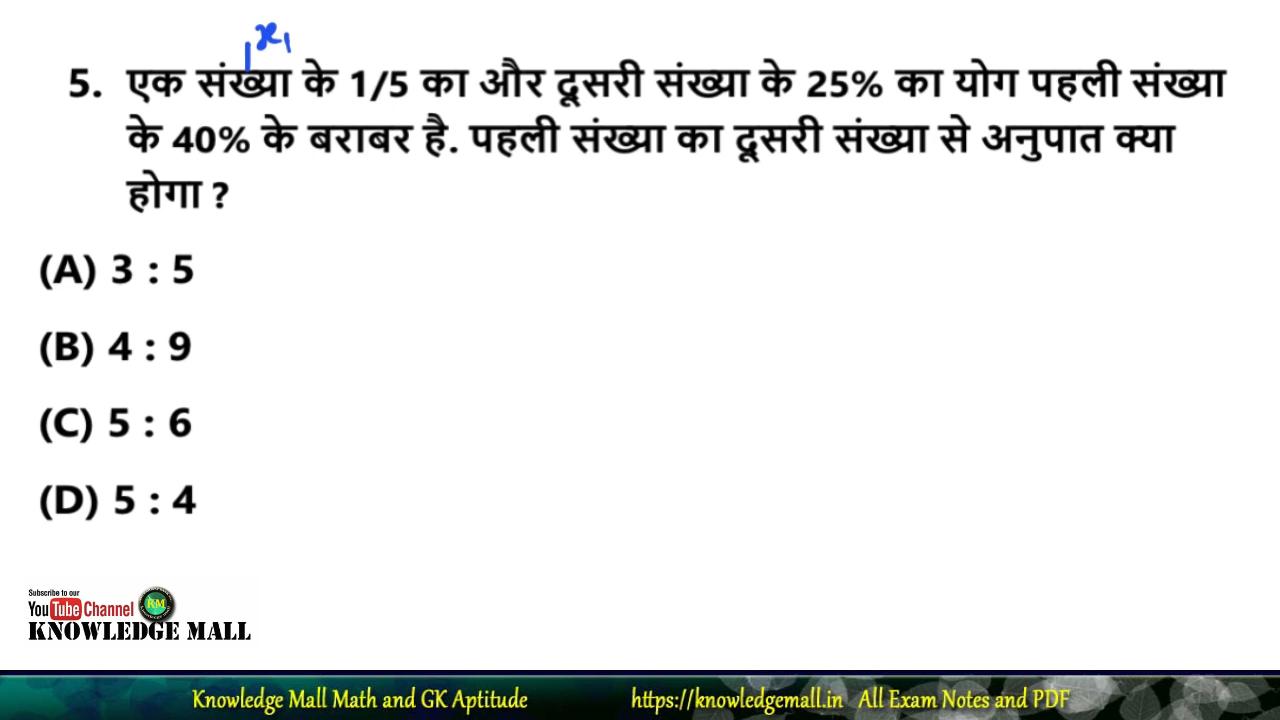 x₁
5. एक संख्या के 1/5 का और दूसरी संख्या के 25% का योग पहली संख्या
के 40% के बराबर है. पहली संख्या का दूसरी संख्या से अनुपात क्या
होगा ?
(A) 3 : 5
(B) 4 : 9
(C) 5 : 6
(D) 5 : 4
Subscribe to our
YouTube Channel KM
KNOWLEDGE MALL
Knowledge Mall Math and GK Aptitude https://knowledgemall.in All Exam Notes and PDF